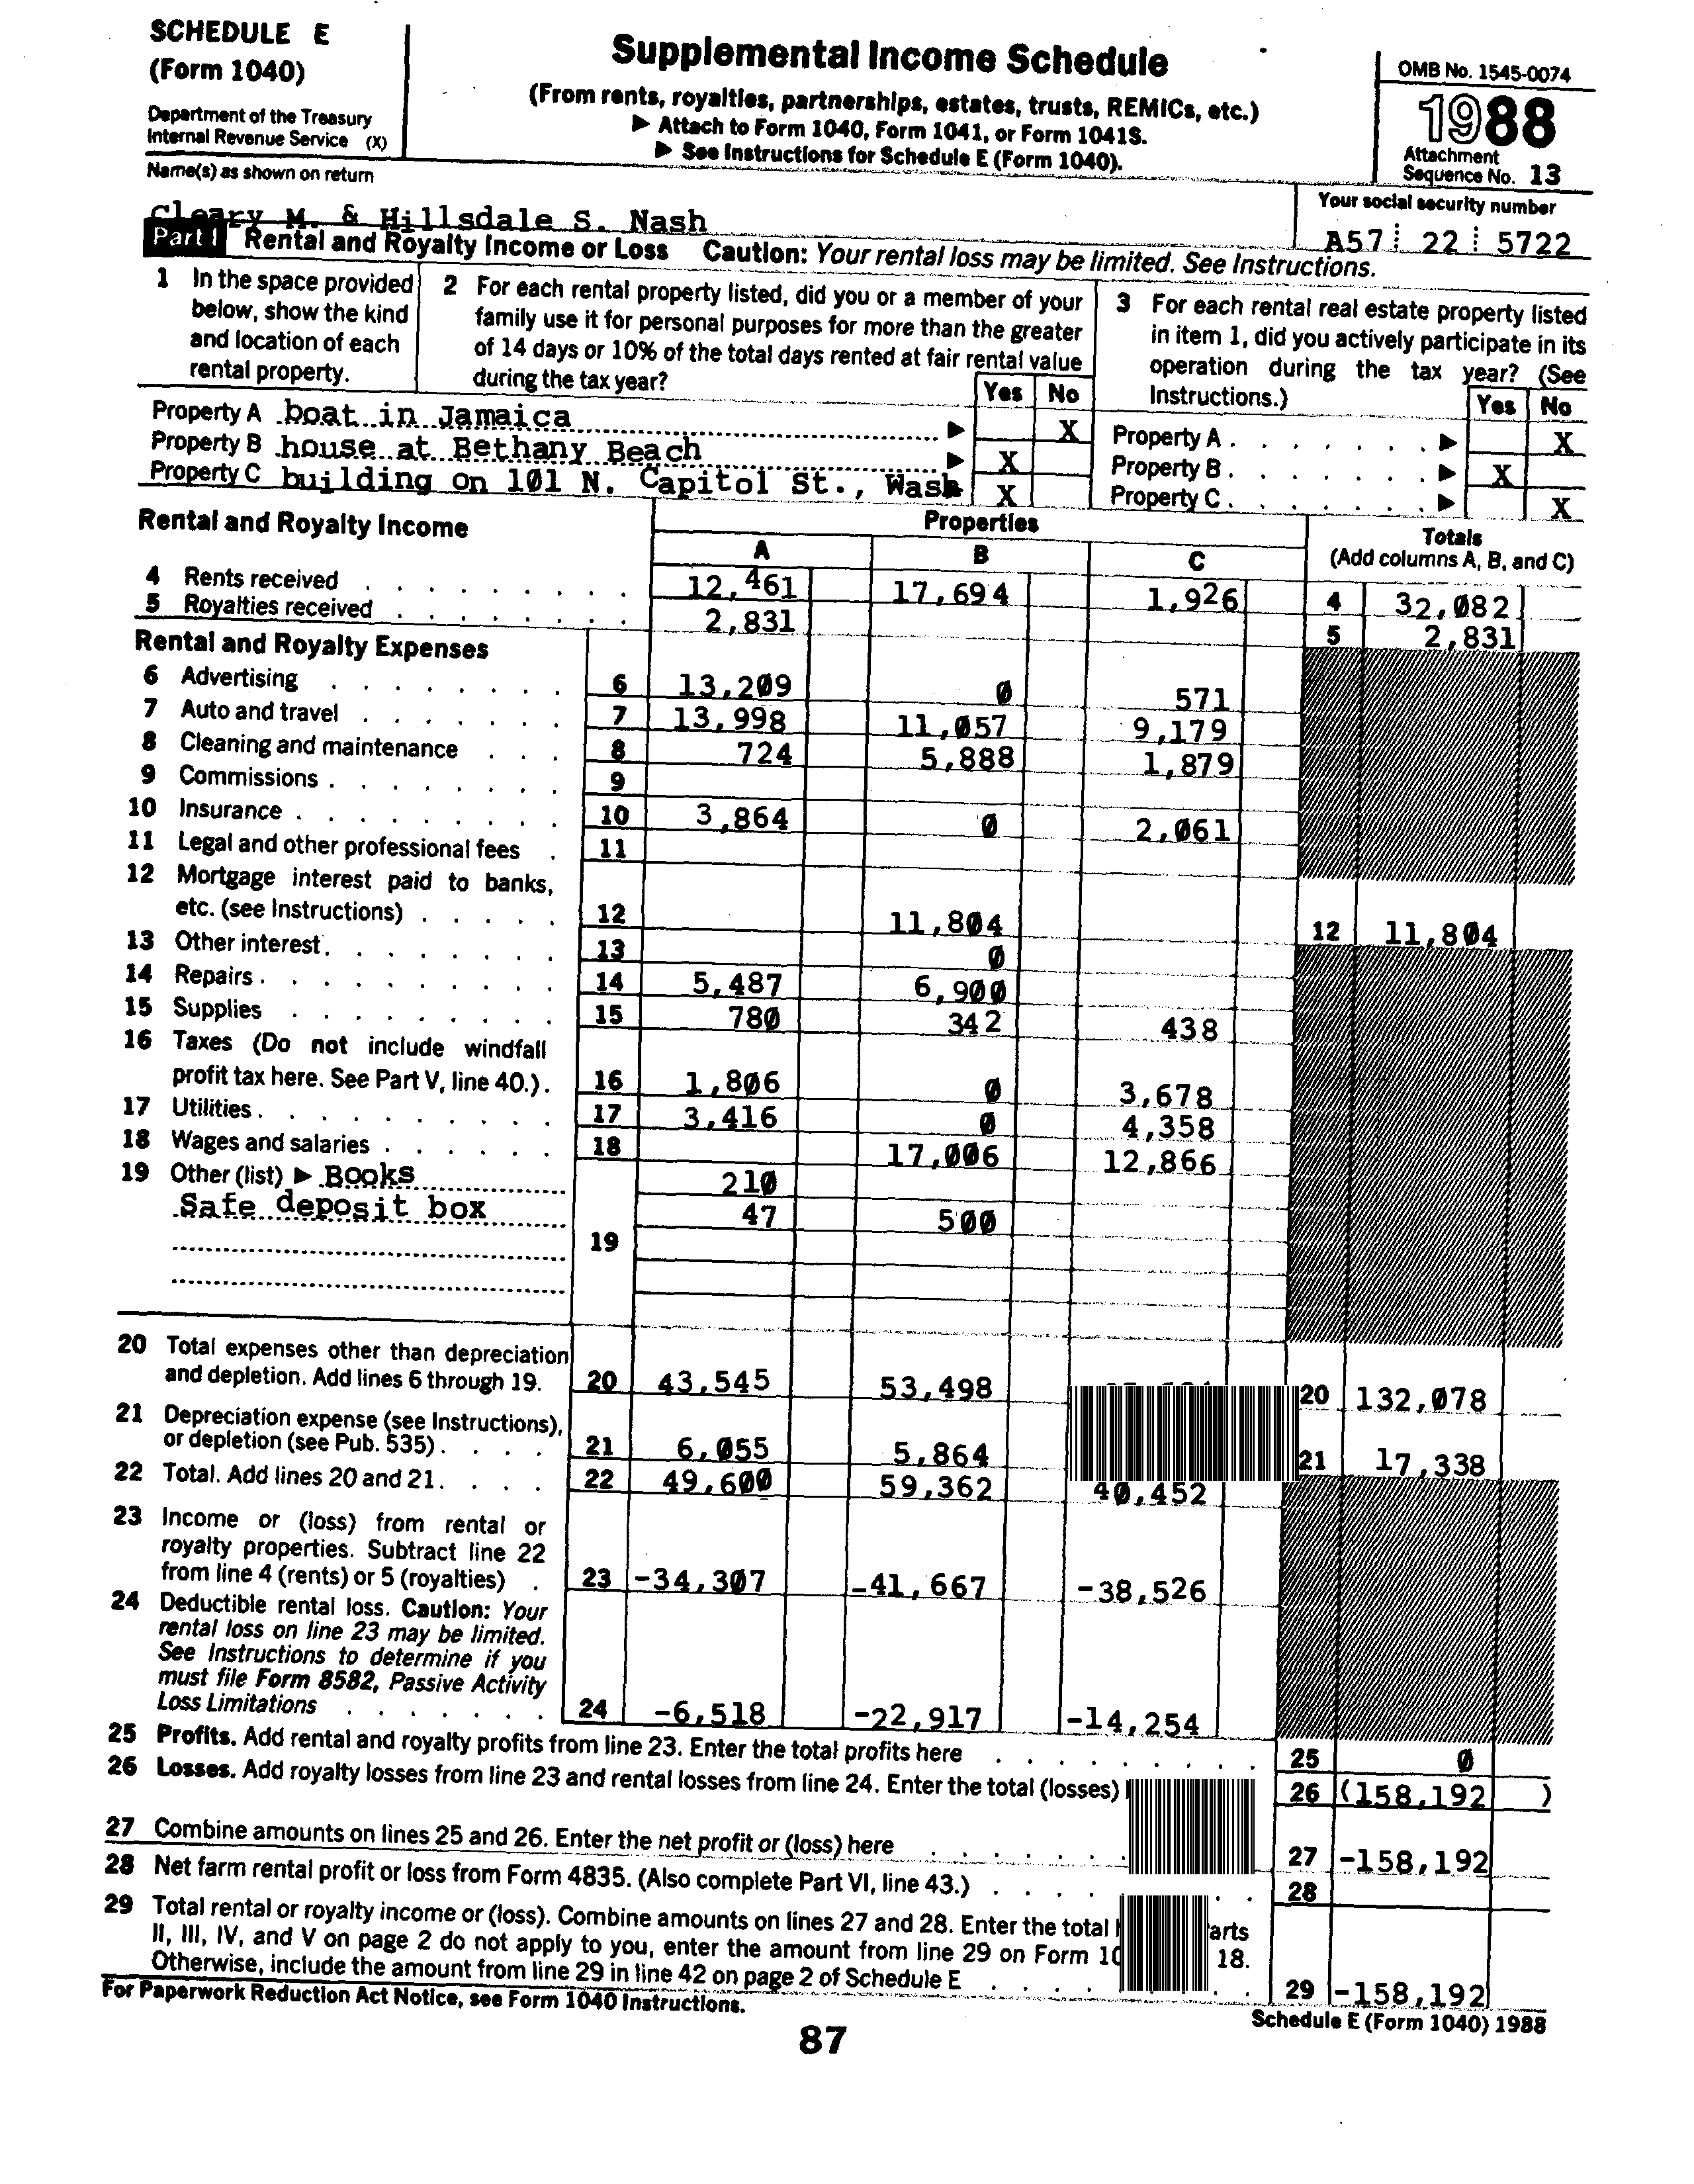 SCHEDULE E
(Form 1040)
Department of the Treasury
Internal Revenue Service (X)
Supplemental Income Schedule
(From rents, royalties, partnerships, estates, trusts, REMICs, etc.)
▶ Attach to Form 1040, Form 1041, or Form 1041S.
▶ See Instructions for Schedule E (Form 1040).
OMB No. 1545-0074
1988
Attachment
Sequence No. 13
Name(s) as shown on return
Cleary M. & Hillsdale S. Nash
Your social security number
A57 22 5722
Part I Rental and Royalty Income or Loss Caution: Your rental loss may be limited. See Instructions.
1 In the space provided
below, show the kind
and location of each
rental property.
2 For each rental property listed, did you or a member of your
family use it for personal purposes for more than the greater
of 14 days or 10% of the total days rented at fair rental value
during the tax year?
Yes No
3 For each rental real estate property listed
in item 1, did you actively participate in its
operation during the tax year? (See
Instructions.)
Yes No
Property A boat in Jamaica ▶ X Property A ▶ X
Property B house at Bethany Beach ▶ X Property B ▶ X
Property C building on 101 N. Capitol St., Wash X Property C ▶ X
Rental and Royalty Income
Properties
A B C
Totals
(Add columns A, B, and C)
4 Rents received 12,461 17,694 1,926 4 32,082
5 Royalties received 2,831 5 2,831
Rental and Royalty Expenses
6 Advertising 6 13,209 0 571
7 Auto and travel 7 13,998 11,057 9,179
8 Cleaning and maintenance 8 724 5,888 1,879
9 Commissions 9
10 Insurance 10 3,864 0 2,061
11 Legal and other professional fees 11
12 Mortgage interest paid to banks,
etc. (see Instructions) 12 11,804 12 11,804
13 Other interest 13 0
14 Repairs 14 5,487 6,900
15 Supplies 15 780 342 438
16 Taxes (Do not include windfall
profit tax here. See Part V, line 40.) 16 1,806 0 3,678
17 Utilities 17 3,416 0 4,358
18 Wages and salaries 18 17,006 12,866
19 Other (list) ▶ Books 210
Safe deposit box 47 500
19
20 Total expenses other than depreciation
and depletion. Add lines 6 through 19. 20 43,545 53,498 20 132,078
21 Depreciation expense (see Instructions),
or depletion (see Pub. 535) 21 6,055 5,864 21 17,338
22 Total. Add lines 20 and 21 22 49,600 59,362 40,452
23 Income or (loss) from rental or
royalty properties. Subtract line 22
from line 4 (rents) or 5 (royalties) 23 -34,307 -41,667 -38,526
24 Deductible rental loss. Caution: Your
rental loss on line 23 may be limited.
See Instructions to determine if you
must file Form 8582, Passive Activity
Loss Limitations 24 -6,518 -22,917 -14,254
25 Profits. Add rental and royalty profits from line 23. Enter the total profits here 25 0
26 Losses. Add royalty losses from line 23 and rental losses from line 24. Enter the total (losses) 26 (158,192 )
27 Combine amounts on lines 25 and 26. Enter the net profit or (loss) here 27 -158,192
28 Net farm rental profit or loss from Form 4835. (Also complete Part VI, line 43.) 28
29 Total rental or royalty income or (loss). Combine amounts on lines 27 and 28. Enter the total arts
II, III, IV, and V on page 2 do not apply to you, enter the amount from line 29 on Form 18.
Otherwise, include the amount from line 29 in line 42 on page 2 of Schedule E 29 -158,192
For Paperwork Reduction Act Notice, see Form 1040 Instructions.
Schedule E (Form 1040) 1988
87